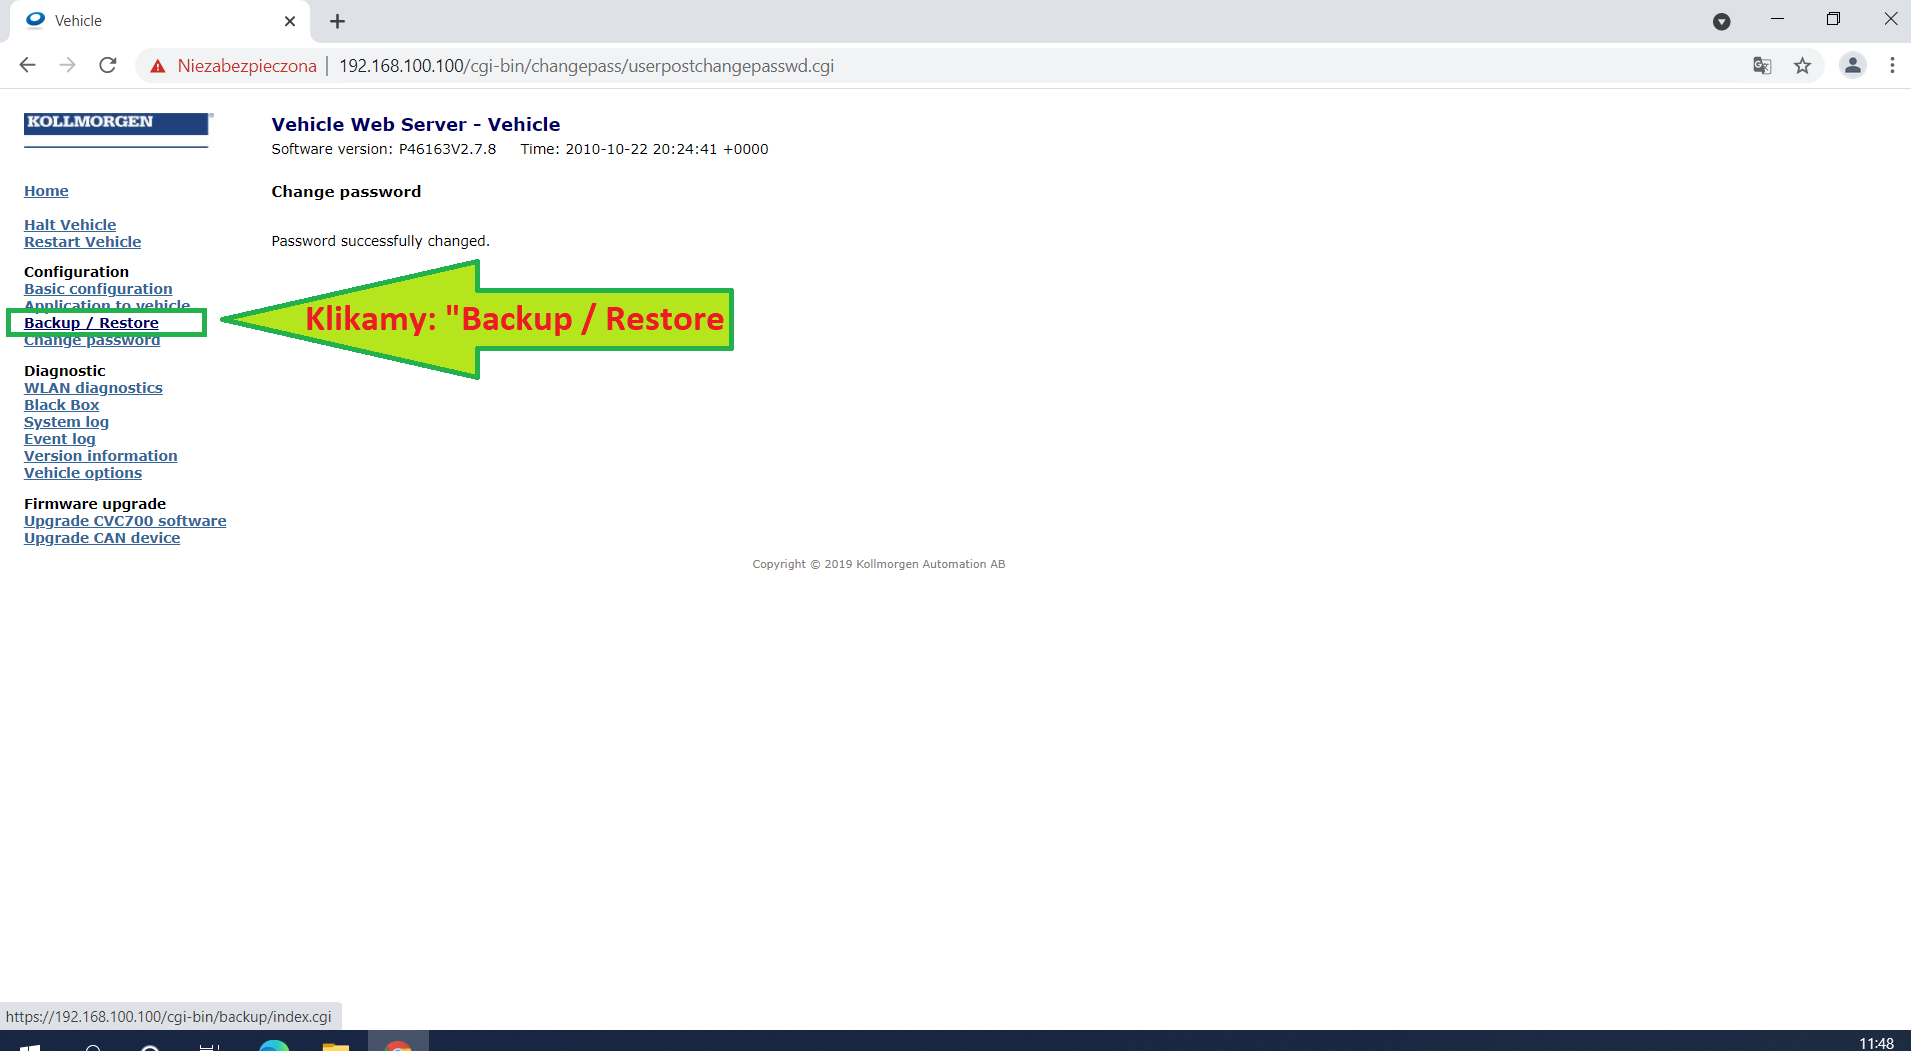 Vehicle
Niezabezpieczona | 192.168.100.100/cgi-bin/changepass/userpostchangepasswd.cgi
KOLLMORGEN®
Vehicle Web Server - Vehicle
Software version: P46163V2.7.8 Time: 2010-10-22 20:24:41 +0000
Home
Change password
Halt Vehicle
Restart Vehicle
Password successfully changed.
Configuration
Basic configuration
Application to vehicle
Backup / Restore
Change password
Klikamy: "Backup / Restore
Diagnostic
WLAN diagnostics
Black Box
System log
Event log
Version information
Vehicle options
Firmware upgrade
Upgrade CVC700 software
Upgrade CAN device
Copyright © 2019 Kollmorgen Automation AB
https://192.168.100.100/cgi-bin/backup/index.cgi
11:48